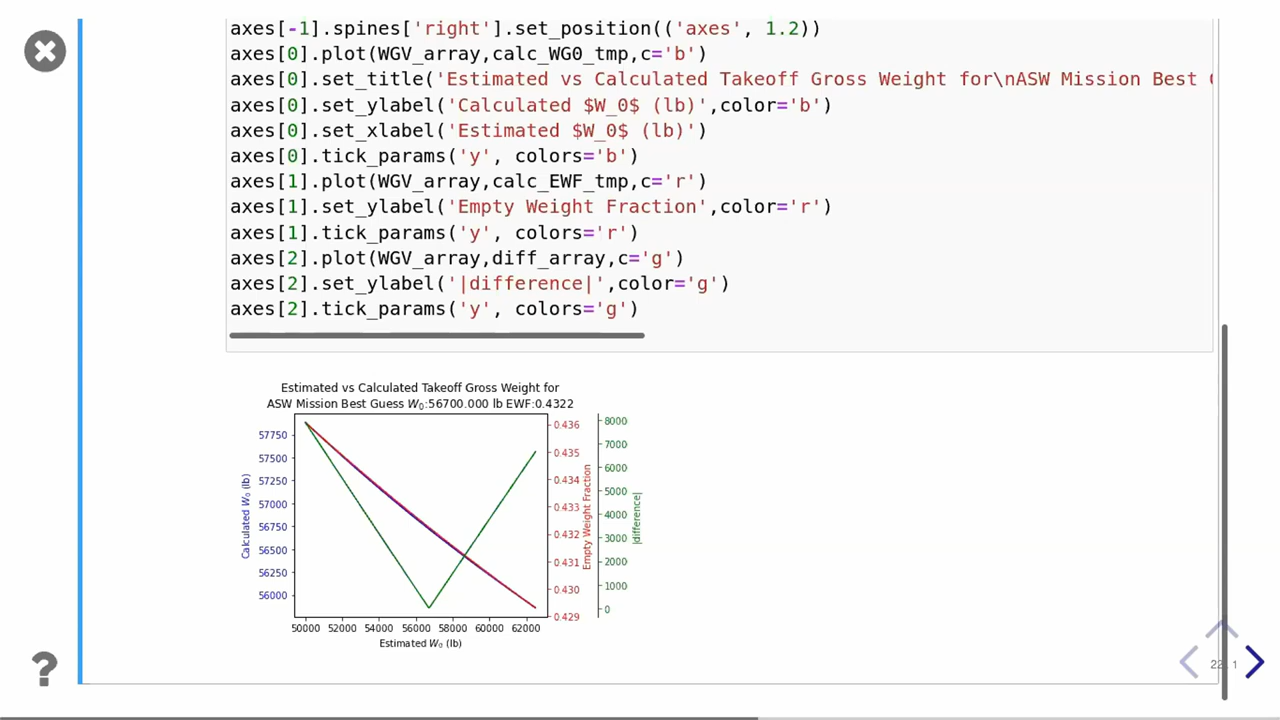 axes[-1].spines['right'].set_position(('axes', 1.2))
axes[0].plot(WGV_array,calc_WG0_tmp,c='b')
axes[0].set_title('Estimated vs Calculated Takeoff Gross Weight for\nASW Mission Best
axes[0].set_ylabel('Calculated $W_0$ (lb)',color='b')
axes[0].set_xlabel('Estimated $W_0$ (lb)')
axes[0].tick_params('y', colors='b')
axes[1].plot(WGV_array,calc_EWF_tmp,c='r')
axes[1].set_ylabel('Empty Weight Fraction',color='r')
axes[1].tick_params('y', colors='r')
axes[2].plot(WGV_array,diff_array,c='g')
axes[2].set_ylabel('|difference|',color='g')
axes[2].tick_params('y', colors='g')
Estimated vs Calculated Takeoff Gross Weight for
ASW Mission Best Guess W₀:56700.000 lb EWF:0.4322
Calculated W₀ (lb)
57750
57500
57250
57000
56750
56500
56250
56000
50000 52000 54000 56000 58000 60000 62000
Estimated W₀ (lb)
0.436
0.435
0.434
0.433
0.432
0.431
0.430
0.429
Empty Weight Fraction
8000
7000
6000
5000
4000
3000
2000
1000
0
|difference|
?
22 1